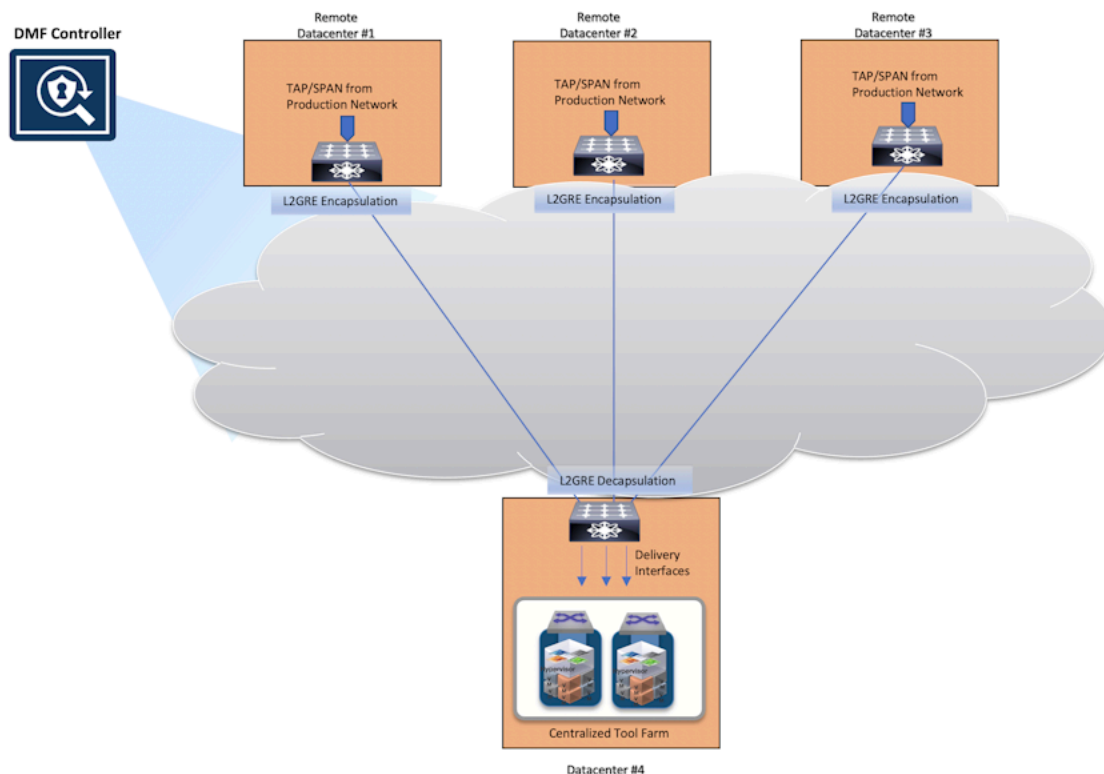 DMF Controller
Remote
Datacenter #1
Remote
Datacenter #2
Remote
Datacenter #3
TAP/SPAN from
Production Network
TAP/SPAN from
Production Network
TAP/SPAN from
Production Network
L2GRE Encapsulation
L2GRE Encapsulation
L2GRE Encapsulation
L2GRE Decapsulation
Delivery
Interfaces
Centralized Tool Farm
Datacenter #4